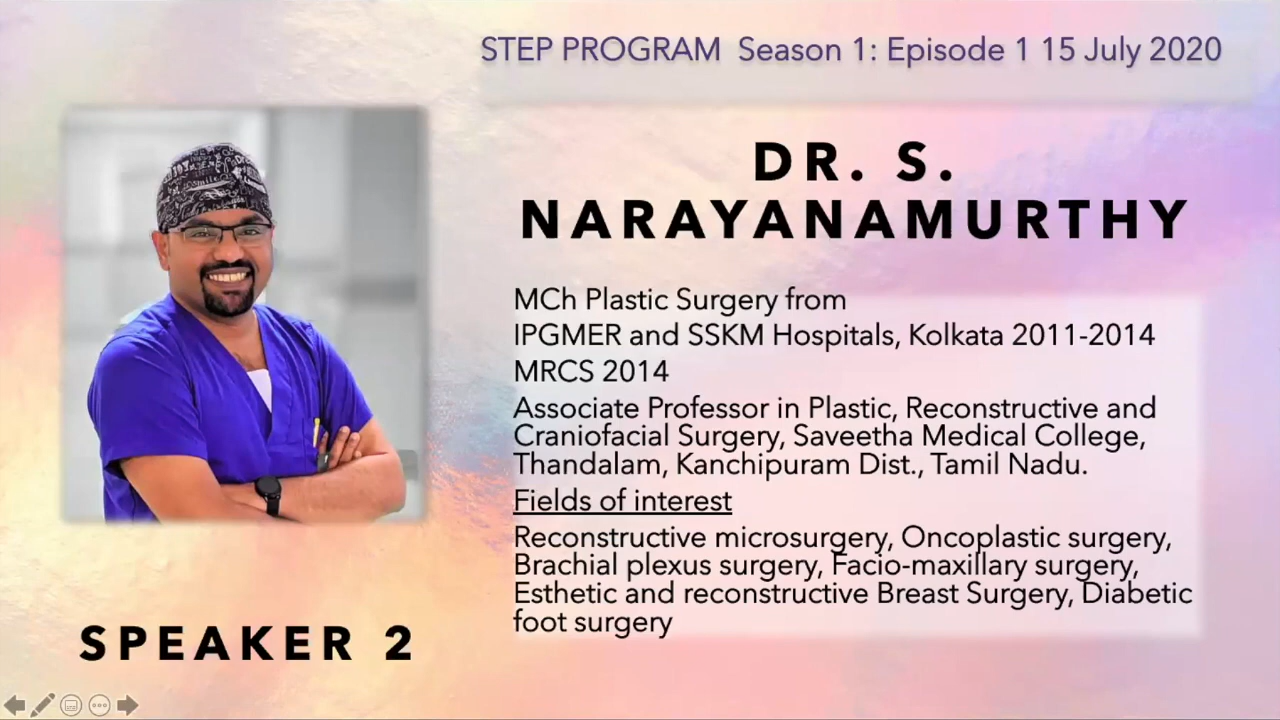 STEP PROGRAM Season 1: Episode 1 15 July 2020
DR. S.
NARAYANAMURTHY
MCh Plastic Surgery from
IPGMER and SSKM Hospitals, Kolkata 2011-2014
MRCS 2014
Associate Professor in Plastic, Reconstructive and
Craniofacial Surgery, Saveetha Medical College,
Thandalam, Kanchipuram Dist., Tamil Nadu.
Fields of interest
Reconstructive microsurgery, Oncoplastic surgery,
Brachial plexus surgery, Facio-maxillary surgery,
Esthetic and reconstructive Breast Surgery, Diabetic
foot surgery
SPEAKER 2